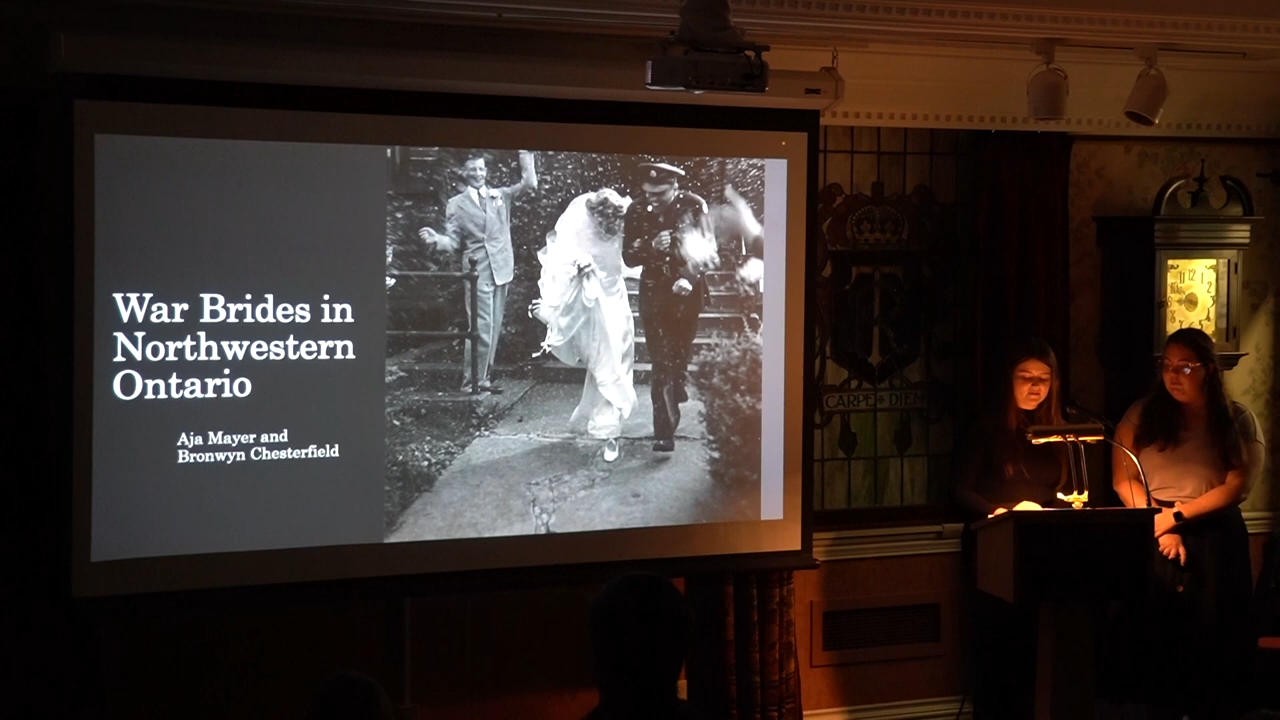 War Brides in
Northwestern
Ontario
Aja Mayer and
Bronwyn Chesterfield
CARPE DIEM